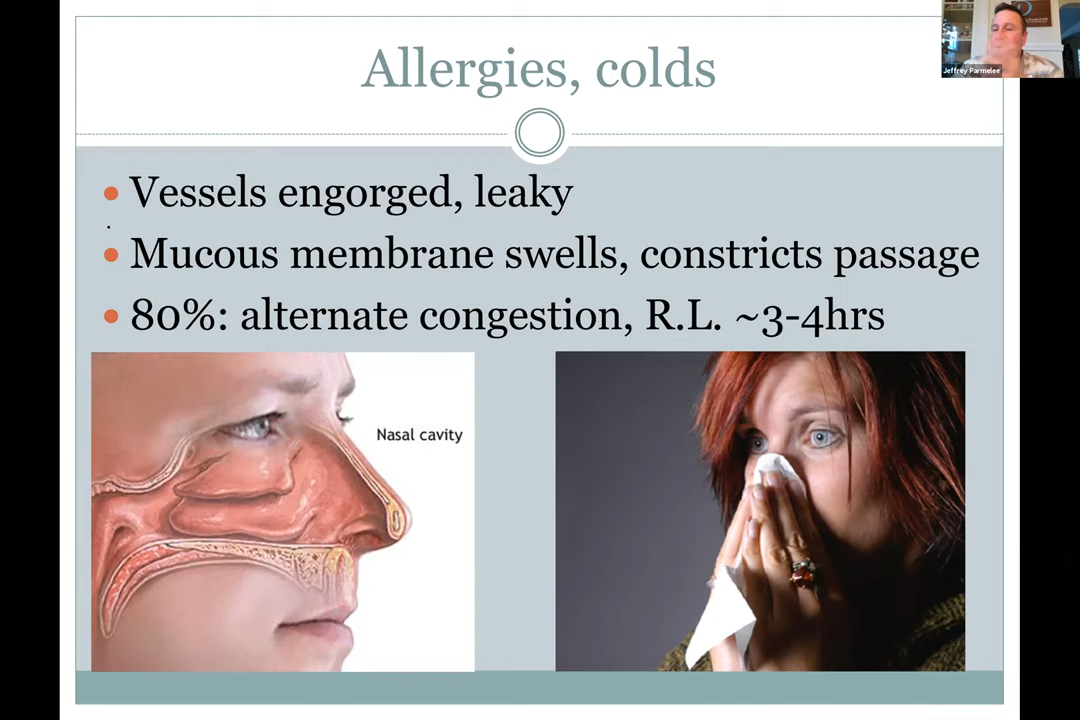 Allergies, colds
Jeffrey Parmelee
• Vessels engorged, leaky
• Mucous membrane swells, constricts passage
• 80%: alternate congestion, R.L. ~3-4hrs
Nasal cavity